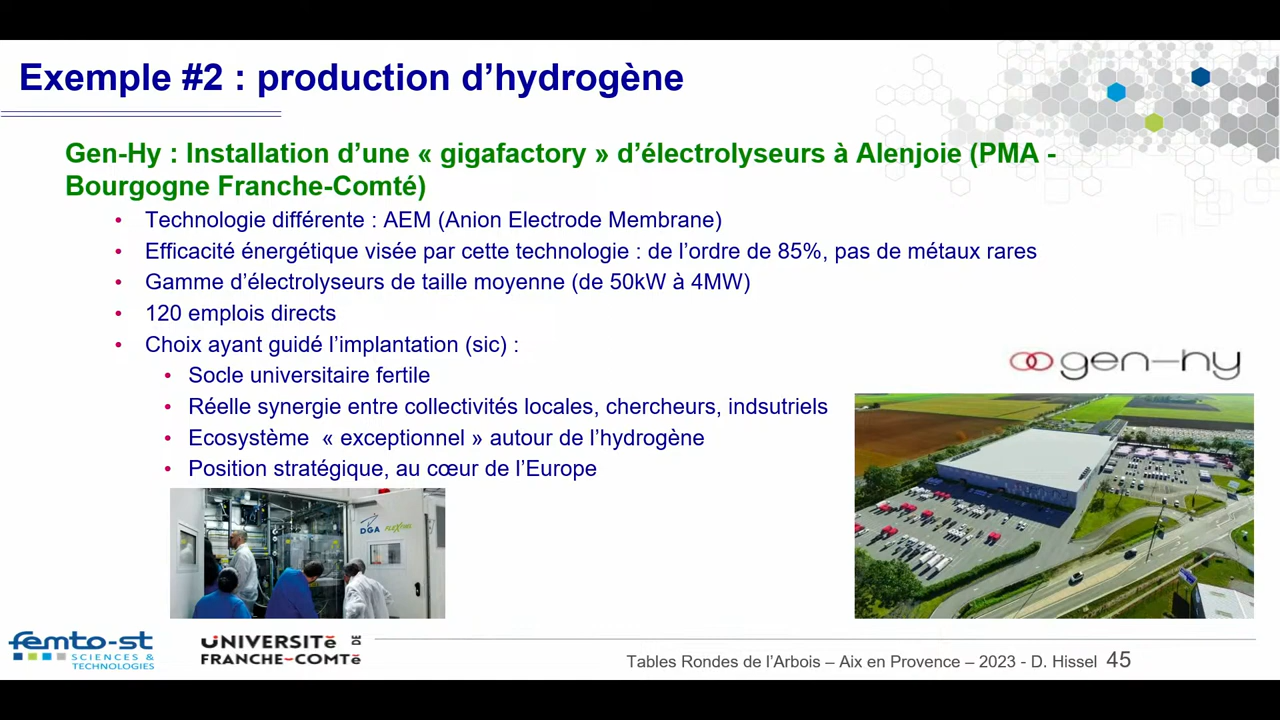 Exemple #2 : production d'hydrogène
Gen-Hy : Installation d'une « gigafactory » d'électrolyseurs à Alenjoie (PMA -
Bourgogne Franche-Comté)
• Technologie différente : AEM (Anion Electrode Membrane)
• Efficacité énergétique visée par cette technologie : de l'ordre de 85%, pas de métaux rares
• Gamme d'électrolyseurs de taille moyenne (de 50kW à 4MW)
• 120 emplois directs
• Choix ayant guidé l'implantation (sic) :
• Socle universitaire fertile
• Réelle synergie entre collectivités locales, chercheurs, indsutriels
• Ecosystème « exceptionnel » autour de l'hydrogène
• Position stratégique, au cœur de l'Europe
gen-hy
DGA
femto-st
SCIENCES &
TECHNOLOGIES
UNIVERSITé DE
FRANCHE-COMTé
Tables Rondes de l'Arbois – Aix en Provence – 2023 - D. Hissel 45